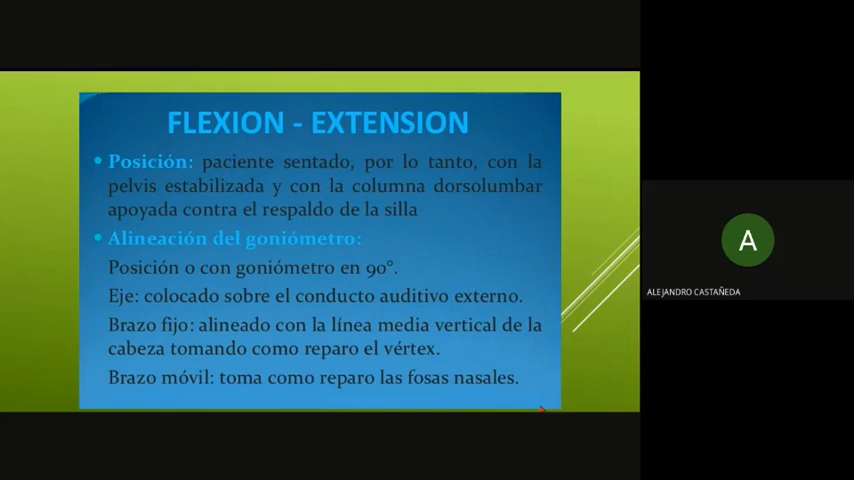 FLEXION - EXTENSION
• Posición: paciente sentado, por lo tanto, con la
pelvis estabilizada y con la columna dorsolumbar
apoyada contra el respaldo de la silla
• Alineación del goniómetro:
Posición 0 con goniómetro en 90°.
Eje: colocado sobre el conducto auditivo externo.
Brazo fijo: alineado con la línea media vertical de la
cabeza tomando como reparo el vértex.
Brazo móvil: toma como reparo las fosas nasales.
A
ALEJANDRO CASTAÑEDA